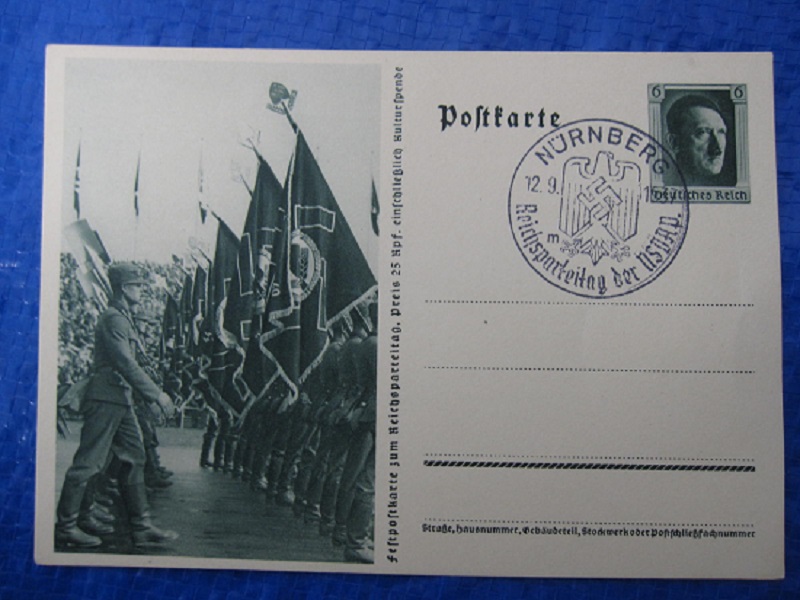 Festpostkarte zum Reichsparteitag. Preis 25 Rpf. einschließlich Kulturspende
Postkarte
6 6
Deutsches Reich
NÜRNBERG
12.9.
m
Reichsparteitag der NSDAP.
Straße, Hausnummer, Gebäudeteil, Stockwerk oder Postschließfachnummer